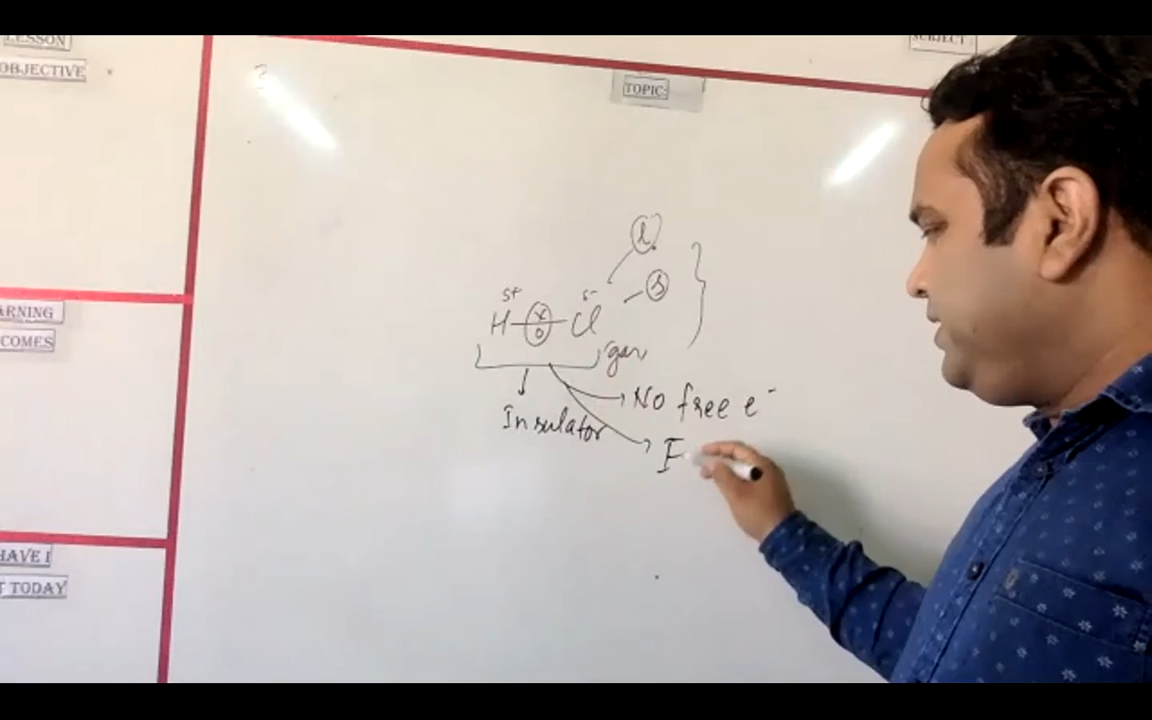 LESSON
OBJECTIVE
SUBJECT:
TOPIC:
l
s
δ+ δ-
H x o Cl
gas
No free e-
Insulator
F
ARNING
COMES
HAVE I
T TODAY